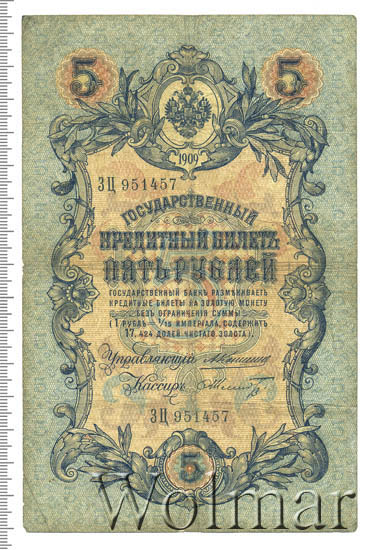 5 5
1909
ЗЦ 951457
ГОСУДАРСТВЕННЫЙ
КРЕДИТНЫЙ БИЛЕТЪ
ПЯТЬ РУБЛЕЙ
ГОСУДАРСТВЕННЫЙ БАНКЪ РАЗМѢНИВАЕТЪ
КРЕДИТНЫЕ БИЛЕТЫ НА ЗОЛОТУЮ МОНЕТУ
БЕЗЪ ОГРАНИЧЕНІЯ СУММЫ
(1 РУБЛЬ = 1/15 ИМПЕРІАЛА, СОДЕРЖИТЪ
17,424 ДОЛЕЙ ЧИСТАГО ЗОЛОТА).
Управляющій
Кассиръ
ЗЦ 951457
5
Wolmar